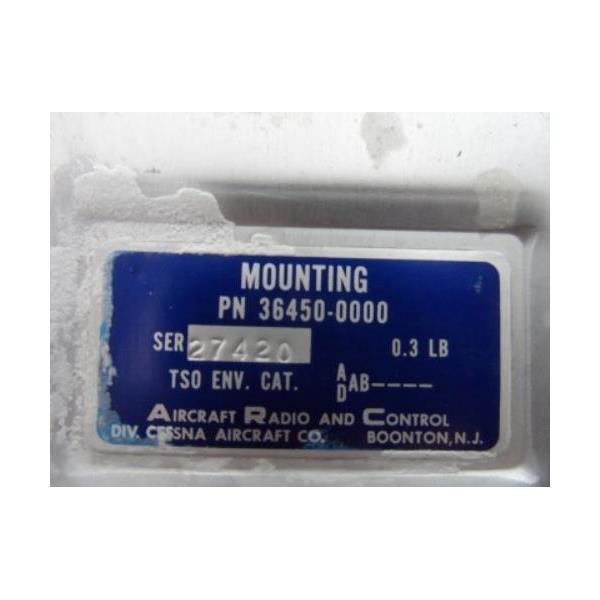 MOUNTING
PN 36450-0000
SER 27420 0.3 LB
TSO ENV. CAT. A/D AB----
AIRCRAFT RADIO AND CONTROL
DIV. CESSNA AIRCRAFT CO. BOONTON, N.J.